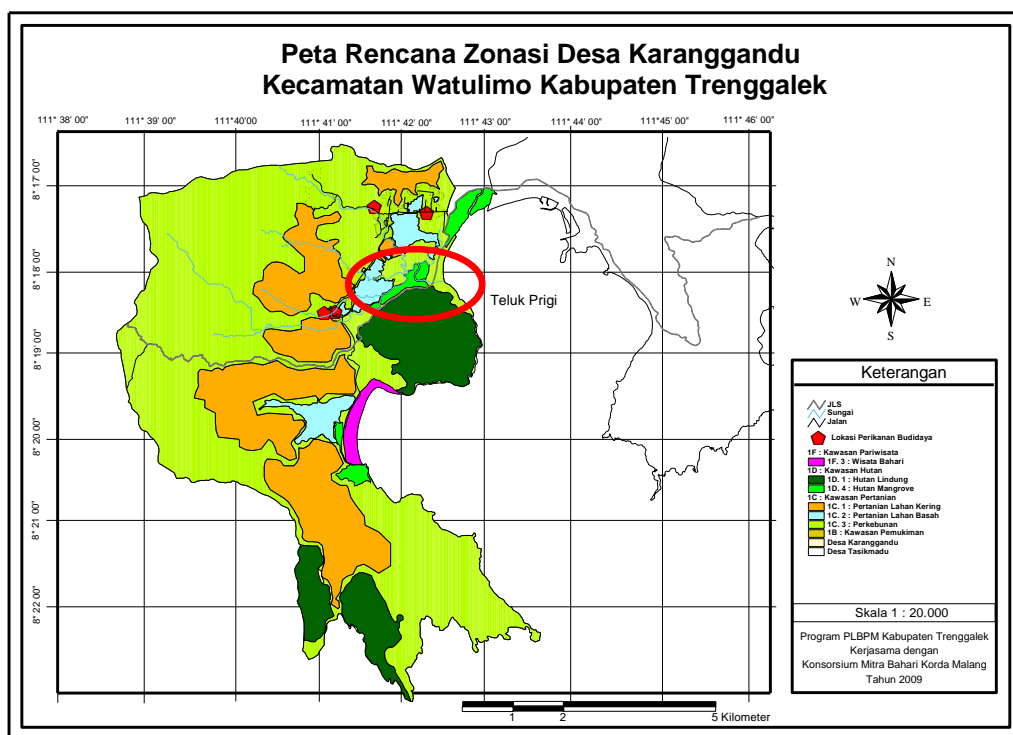 Peta Rencana Zonasi Desa Karanggandu
Kecamatan Watulimo Kabupaten Trenggalek
111° 38' 00" 111° 39' 00" 111°40' 00" 111° 41' 00" 111° 42' 00" 111° 43' 00" 111° 44' 00" 111°45' 00" 111° 46' 00"
8° 17' 00"
8° 18' 00"
8° 19' 00"
8° 20' 00"
8° 21' 00"
8° 22' 00"
Teluk Prigi
N
W E
S
Keterangan
JLS
Sungai
Jalan
Lokasi Perikanan Budidaya
1F : Kawasan Pariwisata
1F. 3 : Wisata Bahari
1D : Kawasan Hutan
1D. 1 : Hutan Lindung
1D. 4 : Hutan Mangrove
1C : Kawasan Pertanian
1C. 1 : Pertanian Lahan Kering
1C. 2 : Pertanian Lahan Basah
1C. 3 : Perkebunan
1B : Kawasan Pemukiman
Desa Karanggandu
Desa Tasikmadu
Skala 1 : 20.000
Program PLBPM Kabupaten Trenggalek
Kerjasama dengan
Konsorsium Mitra Bahari Korda Malang
Tahun 2009
1 2 5 Kilometer